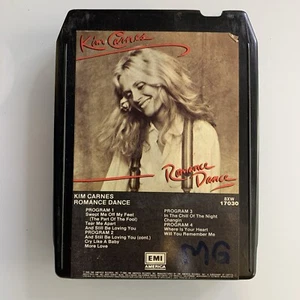 Kim Carnes
Romance
Dance
KIM CARNES
ROMANCE DANCE
8XW
17030
PROGRAM 1
Swept Me Off My Feet
(The Part Of The Fool)
Tear Me Apart
And Still Be Loving You
PROGRAM 2
And Still Be Loving You (cont.)
Cry Like A Baby
More Love
PROGRAM 3
In The Chill Of The Night
Changin'
PROGRAM 4
Where Is Your Heart
Will You Remember Me
EMI
AMERICA
MG